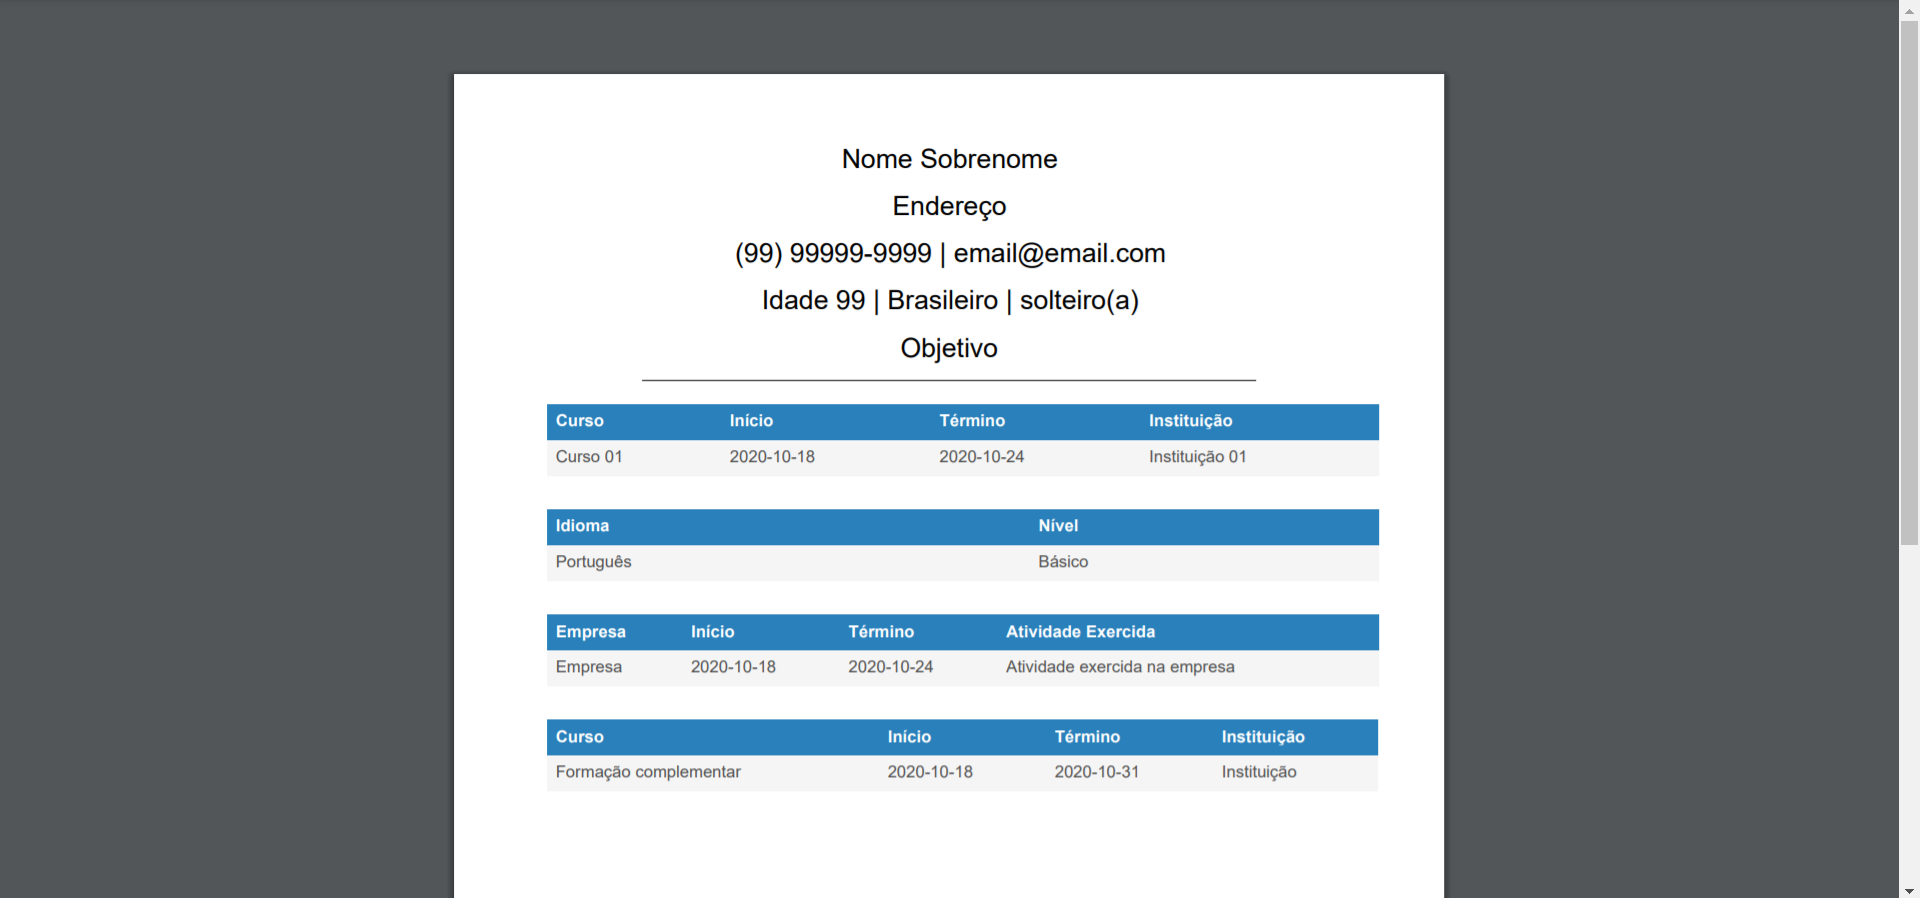 Nome Sobrenome
Endereço
(99) 99999-9999 | email@email.com
Idade 99 | Brasileiro | solteiro(a)
Objetivo
Curso Início Término Instituição
Curso 01 2020-10-18 2020-10-24 Instituição 01
Idioma Nível
Português Básico
Empresa Início Término Atividade Exercida
Empresa 2020-10-18 2020-10-24 Atividade exercida na empresa
Curso Início Término Instituição
Formação complementar 2020-10-18 2020-10-31 Instituição